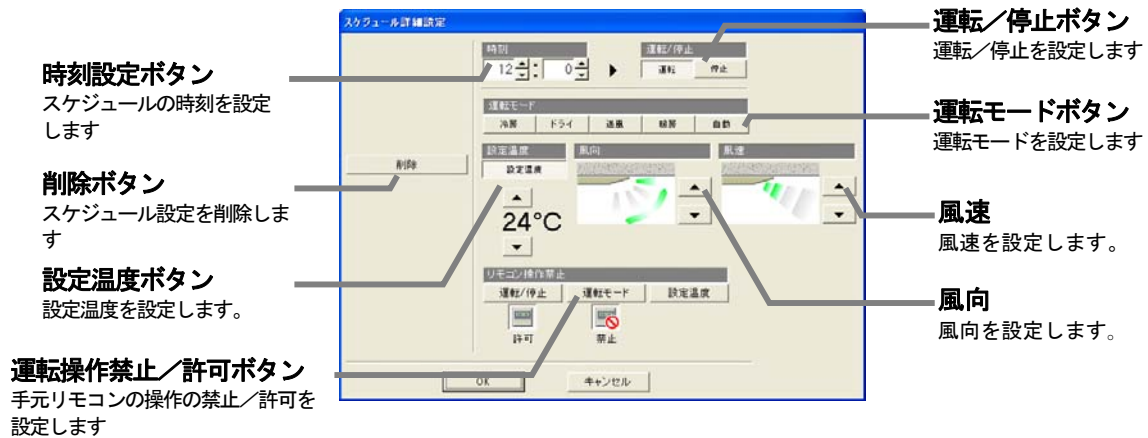 スケジュール詳細設定
時刻
12 : 0
運転/停止
運転 停止
運転モード
冷房 ドライ 送風 暖房 自動
設定温度 風向 風速
設定温度
24°C
削除
リモコン操作禁止
運転/停止 運転モード 設定温度
許可 禁止
OK キャンセル
時刻設定ボタン
スケジュールの時刻を設定
します
削除ボタン
スケジュール設定を削除しま
す
設定温度ボタン
設定温度を設定します。
運転操作禁止／許可ボタン
手元リモコンの操作の禁止／許可を
設定します
運転／停止ボタン
運転／停止を設定します
運転モードボタン
運転モードを設定します
風速
風速を設定します。
風向
風向を設定します。